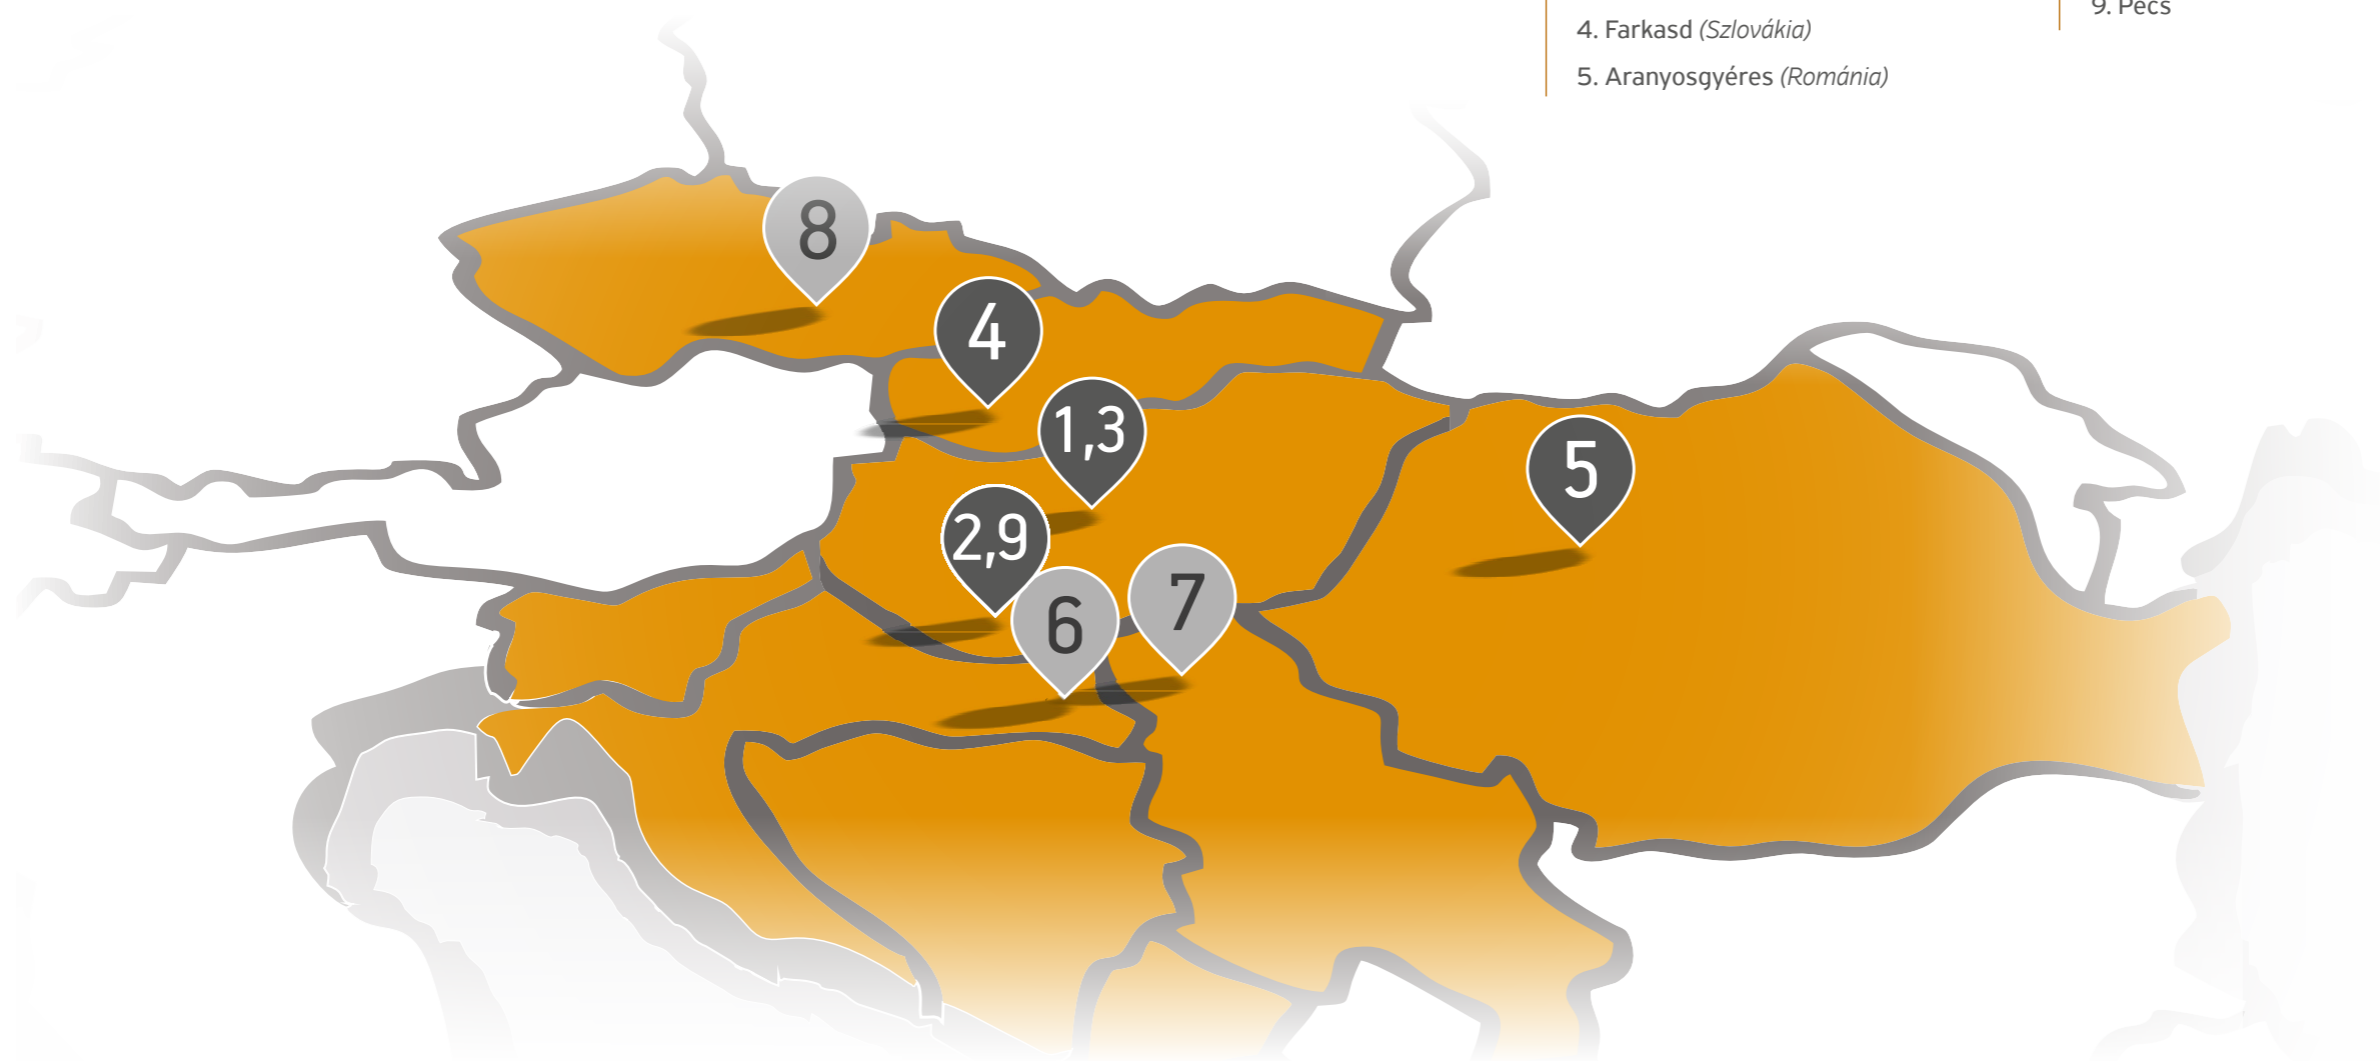 4. Farkasd (Szlovákia)
5. Aranyosgyéres (Románia)
9. Pécs
8
4
1,3
5
2,9
6
7